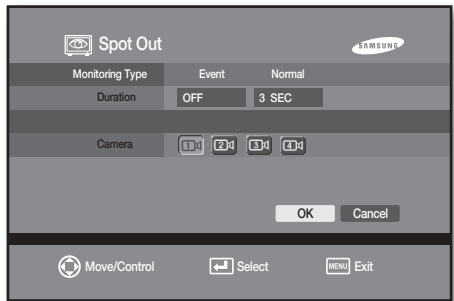 Spot Out
SAMSUNG
Monitoring Type Event Normal
Duration OFF 3 SEC
Camera 1 2 3 4
OK Cancel
Move/Control Select MENU Exit